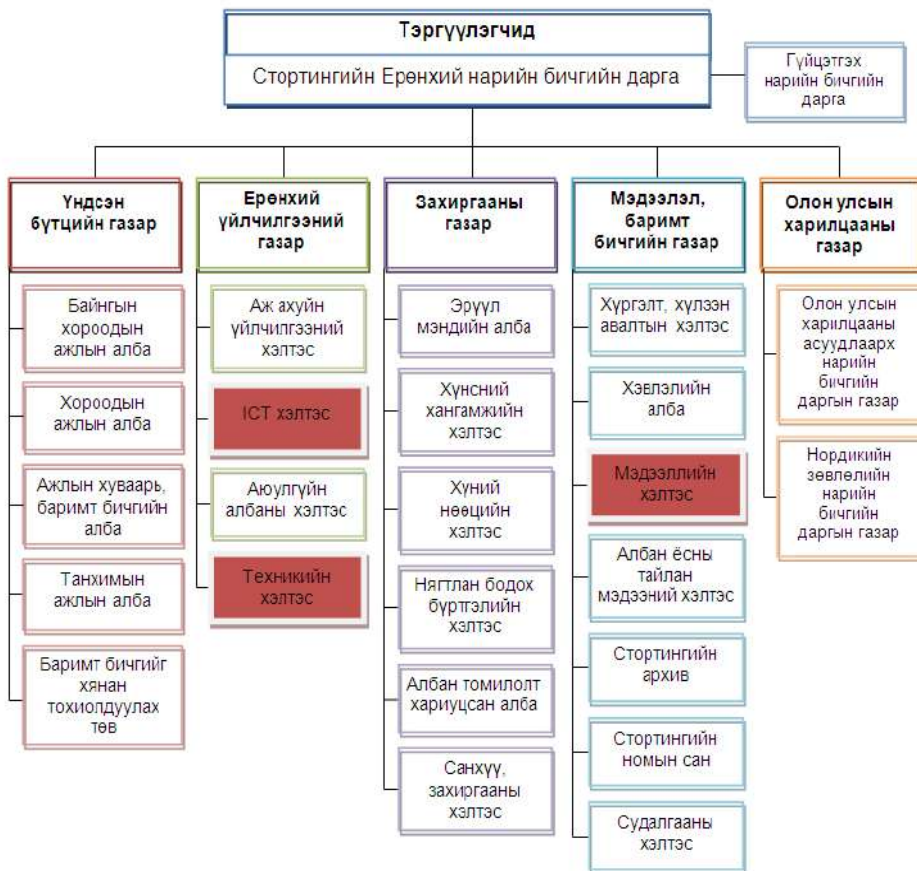 Тэргүүлэгчид
Стортингийн Ерөнхий нарийн бичгийн дарга
Гүйцэтгэх
нарийн бичгийн
дарга
Үндсэн
бүтцийн газар
Байнгын
хороодын
ажлын алба
Хороодын
ажлын алба
Ажлын хуваарь,
баримт бичгийн
алба
Танхимын
ажлын алба
Баримт бичгийг
хянан
тохиолдуулах
төв
Ерөнхий
үйлчилгээний
газар
Аж ахуйн
үйлчилгээний
хэлтэс
ICT хэлтэс
Аюулгүй
албаны хэлтэс
Техникийн
хэлтэс
Захиргааны
газар
Эрүүл
мэндийн алба
Хүнсний
хангамжийн
хэлтэс
Хүний
нөөцийн
хэлтэс
Нягтлан бодох
бүртгэлийн
хэлтэс
Албан томилолт
хариуцсан алба
Санхүү,
захиргааны
хэлтэс
Мэдээлэл,
баримт
бичгийн газар
Хүргэлт, хүлээн
авалтын хэлтэс
Хэвлэлийн
алба
Мэдээллийн
хэлтэс
Албан ёсны
тайлан
мэдээний хэлтэс
Стортингийн
архив
Стортингийн
номын сан
Судалгааны
хэлтэс
Олон улсын
харилцааны
газар
Олон улсын
харилцааны
асуудлаарх
нарийн
бичгийн
даргын газар
Нордикийн
зөвлөлийн
нарийн
бичгийн
даргын газар